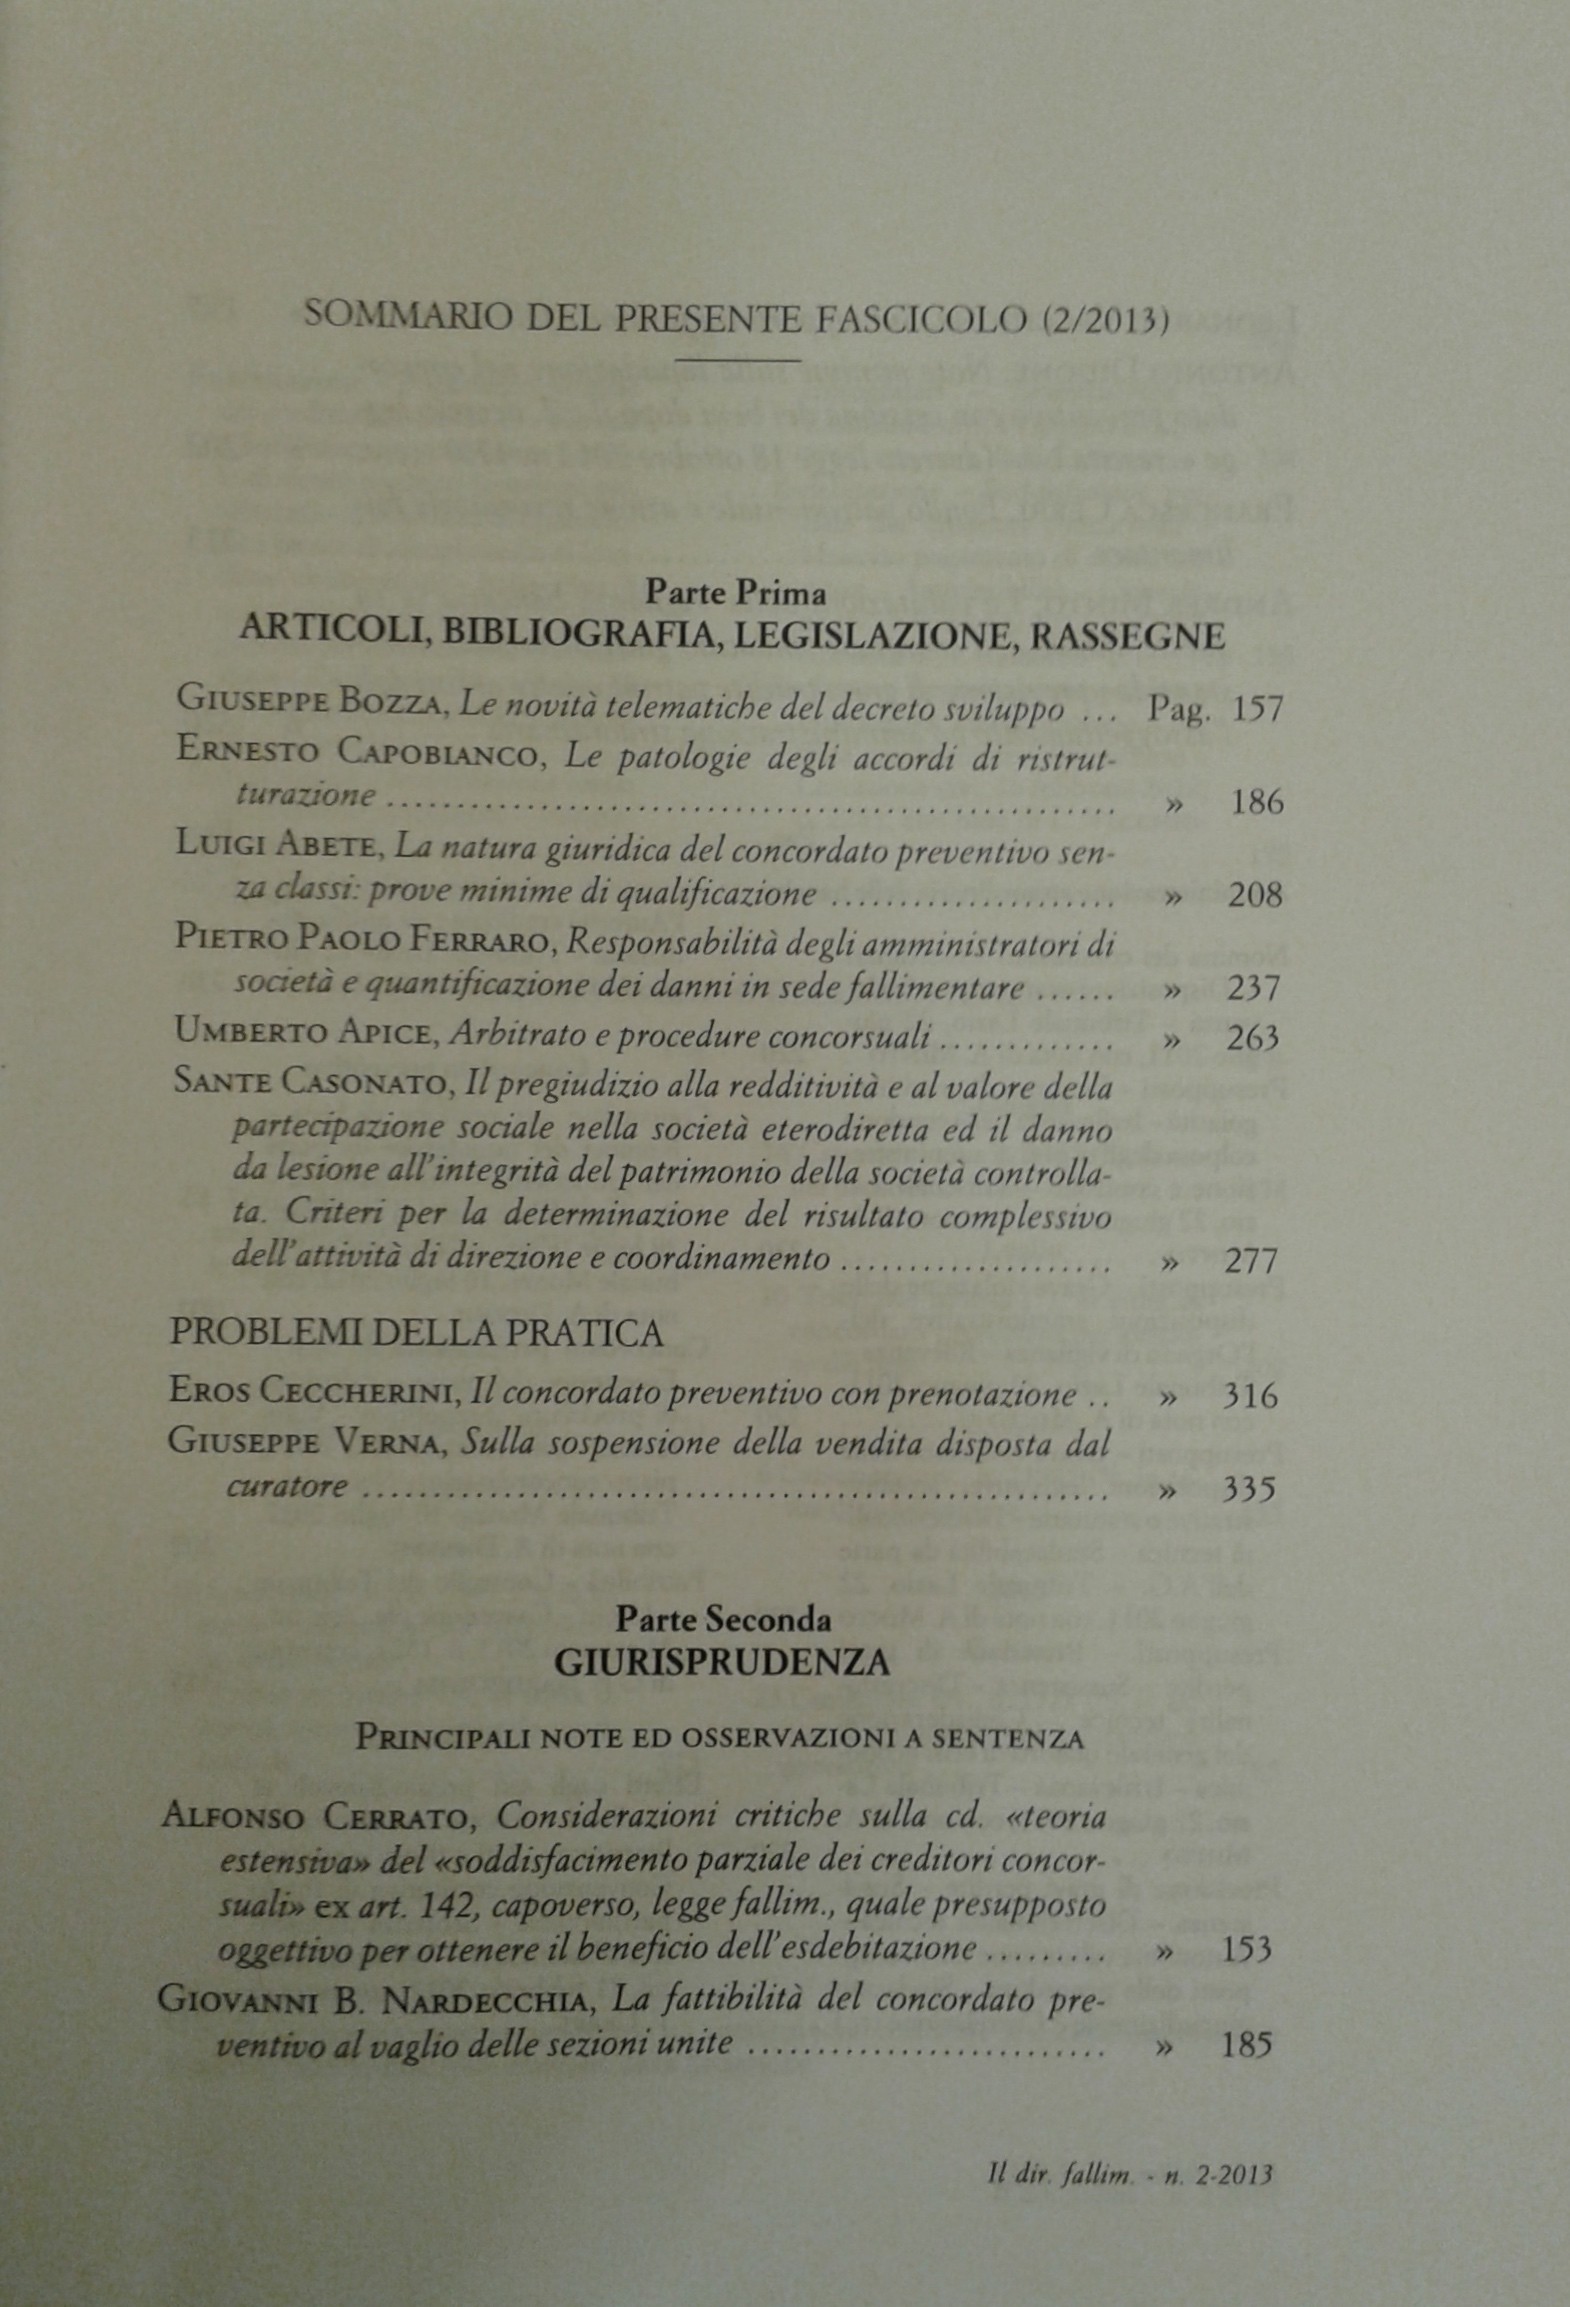 SOMMARIO DEL PRESENTE FASCICOLO (2/2013)
Parte Prima
ARTICOLI, BIBLIOGRAFIA, LEGISLAZIONE, RASSEGNE
GIUSEPPE BOZZA, Le novità telematiche del decreto sviluppo ... Pag. 157
ERNESTO CAPOBIANCO, Le patologie degli accordi di ristrut-
turazione .................................................... » 186
LUIGI ABETE, La natura giuridica del concordato preventivo sen-
za classi: prove minime di qualificazione ..................... » 208
PIETRO PAOLO FERRARO, Responsabilità degli amministratori di
società e quantificazione dei danni in sede fallimentare ...... » 237
UMBERTO APICE, Arbitrato e procedure concorsuali ............. » 263
SANTE CASONATO, Il pregiudizio alla redditività e al valore della
partecipazione sociale nella società eterodiretta ed il danno
da lesione all'integrità del patrimonio della società controlla-
ta. Criteri per la determinazione del risultato complessivo
dell'attività di direzione e coordinamento .................... » 277
PROBLEMI DELLA PRATICA
EROS CECCHERINI, Il concordato preventivo con prenotazione .. » 316
GIUSEPPE VERNA, Sulla sospensione della vendita disposta dal
curatore ...................................................... » 335
Parte Seconda
GIURISPRUDENZA
PRINCIPALI NOTE ED OSSERVAZIONI A SENTENZA
ALFONSO CERRATO, Considerazioni critiche sulla cd. «teoria
estensiva» del «soddisfacimento parziale dei creditori concor-
suali» ex art. 142, capoverso, legge fallim., quale presupposto
oggettivo per ottenere il beneficio dell'esdebitazione ......... » 153
GIOVANNI B. NARDECCHIA, La fattibilità del concordato pre-
ventivo al vaglio delle sezioni unite .......................... » 185
Il dir. fallim. - n. 2-2013